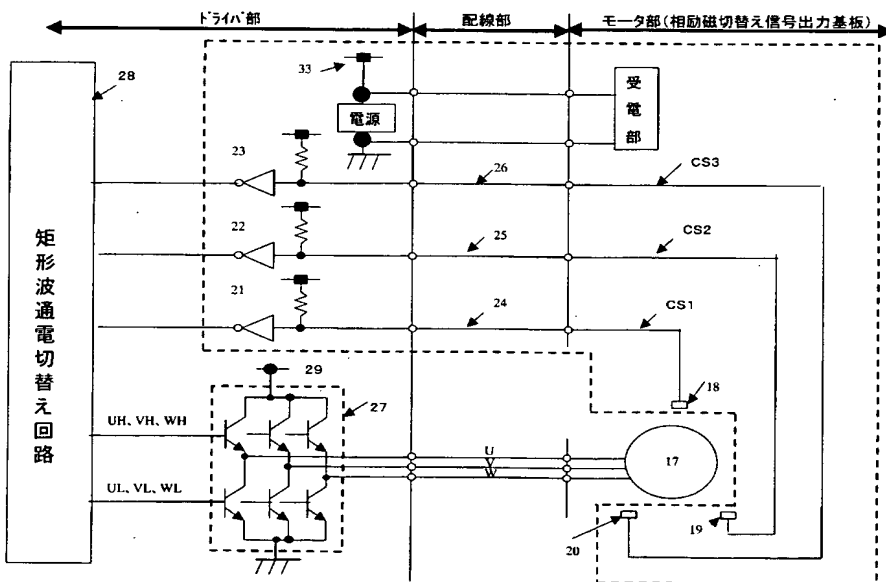 ドライバ部
配線部
モータ部(相励磁切替え信号出力基板)
28
33
電源
受電部
23
26
CS3
22
25
CS2
21
24
CS1
矩形波通電切替え回路
29
27
18
UH、VH、WH
U
V
W
17
UL、VL、WL
20
19